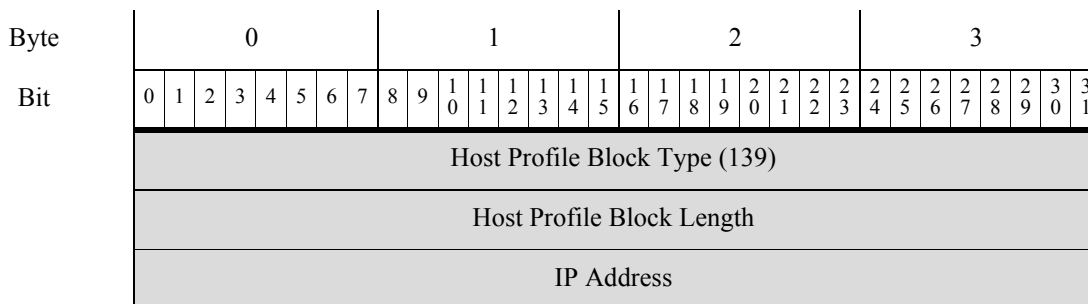 Byte 0 1 2 3
Bit 0 1 2 3 4 5 6 7 8 9 10 11 12 13 14 15 16 17 18 19 20 21 22 23 24 25 26 27 28 29 30 31
Host Profile Block Type (139)
Host Profile Block Length
IP Address